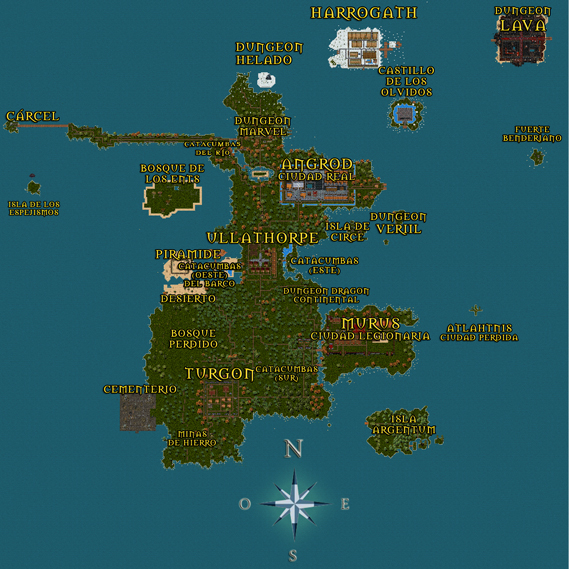 HARROGATH
DUNGEON
LAVA
DUNGEON
HELADO
CASTILLO
DE LOS
OLVIDOS
CÁRCEL
DUNGEON
MARVEL
FUERTE
BENDERJANO
CATACUMBAS
DEL RÍO
ANGROD
CIUDAD REAL
BOSQUE DE
LOS ENTS
ISLA DE LOS
ESPEJISMOS
DUNGEON
VERJIL
ISLA DE
CIRCE
ULLATHORPE
PIRAMIDE
CATACUMBAS
(OESTE)
DEL BARCO
CATACUMBAS
(ESTE)
DESIERTO
DUNGEON DRAGON
CONTINENTAL
MURUS
CIUDAD LEGIONARIA
ATLAHTNIS
CIUDAD PERDIDA
BOSQUE
PERDIDO
TURGON
CATACUMBAS
(SUR)
CEMENTERIO
ISLA
ARGENTUM
MINAS
DE HIERRO
N
O
E
S